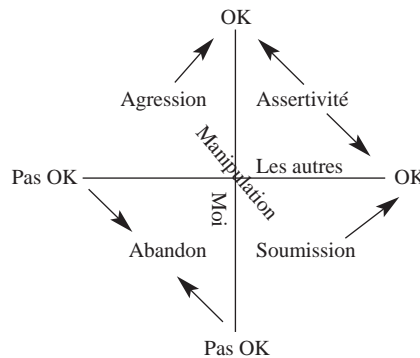 OK
Agression
Assertivité
Manipulation
Les autres
Pas OK
OK
Moi
Abandon
Soumission
Pas OK